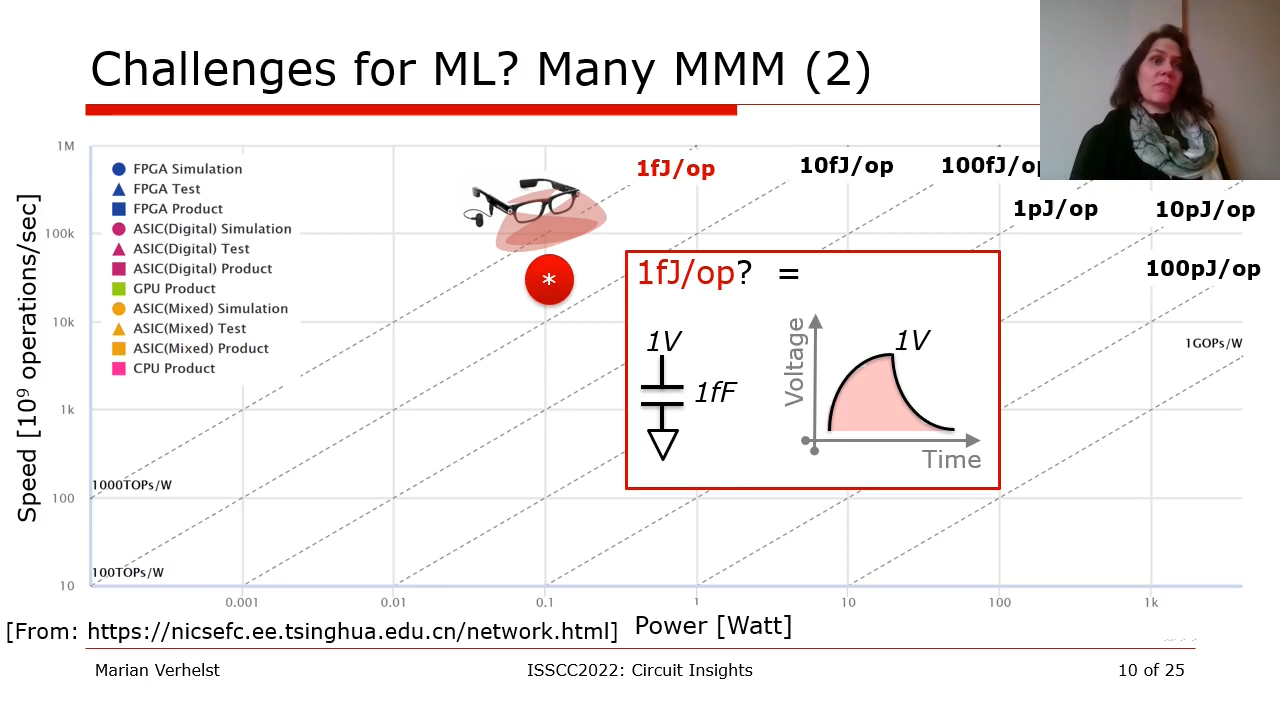 Challenges for ML? Many MMM (2)
1M
100k
10k
1k
100
10
Speed [10⁹ operations/sec]
FPGA Simulation
FPGA Test
FPGA Product
ASIC(Digital) Simulation
ASIC(Digital) Test
ASIC(Digital) Product
GPU Product
ASIC(Mixed) Simulation
ASIC(Mixed) Test
ASIC(Mixed) Product
CPU Product
*
1fJ/op
10fJ/op
100fJ/op
1pJ/op
10pJ/op
100pJ/op
1fJ/op? =
1V
1fF
Voltage
1V
Time
1GOPs/W
1000TOPs/W
100TOPs/W
0.001
0.01
0.1
1
10
100
1k
[From: https://nicsefc.ee.tsinghua.edu.cn/network.html]
Power [Watt]
Marian Verhelst
ISSCC2022: Circuit Insights
10 of 25